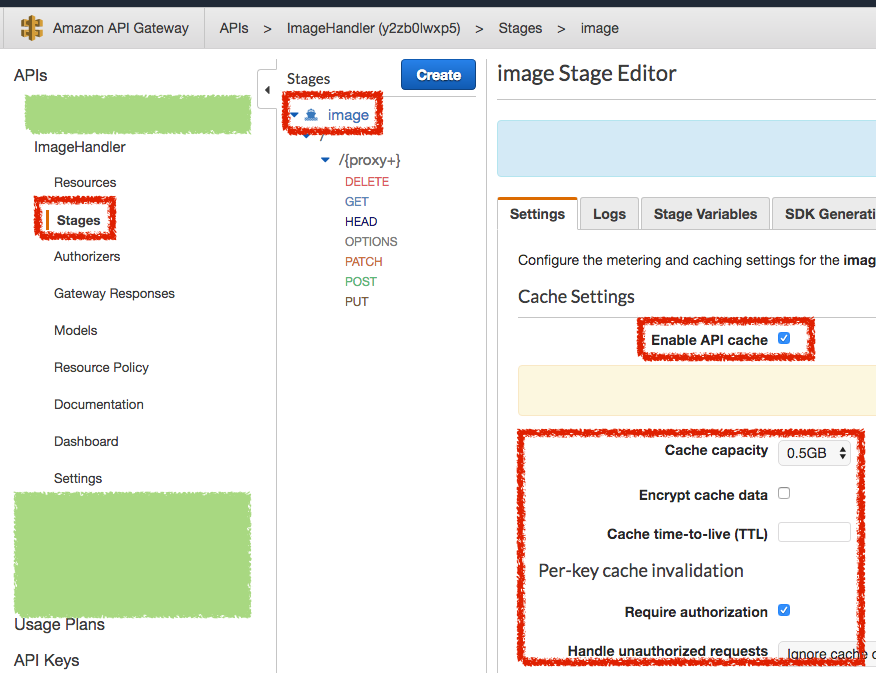 Amazon API Gateway
APIs > ImageHandler (y2zb0lwxp5) > Stages > image
APIs
ImageHandler
Resources
Stages
Authorizers
Gateway Responses
Models
Resource Policy
Documentation
Dashboard
Settings
Usage Plans
API Keys
Stages
Create
image
/
/{proxy+}
DELETE
GET
HEAD
OPTIONS
PATCH
POST
PUT
image Stage Editor
Settings
Logs
Stage Variables
SDK Generati
Configure the metering and caching settings for the imag
Cache Settings
Enable API cache
Cache capacity 0.5GB
Encrypt cache data
Cache time-to-live (TTL)
Per-key cache invalidation
Require authorization
Handle unauthorized requests Ignore cache c